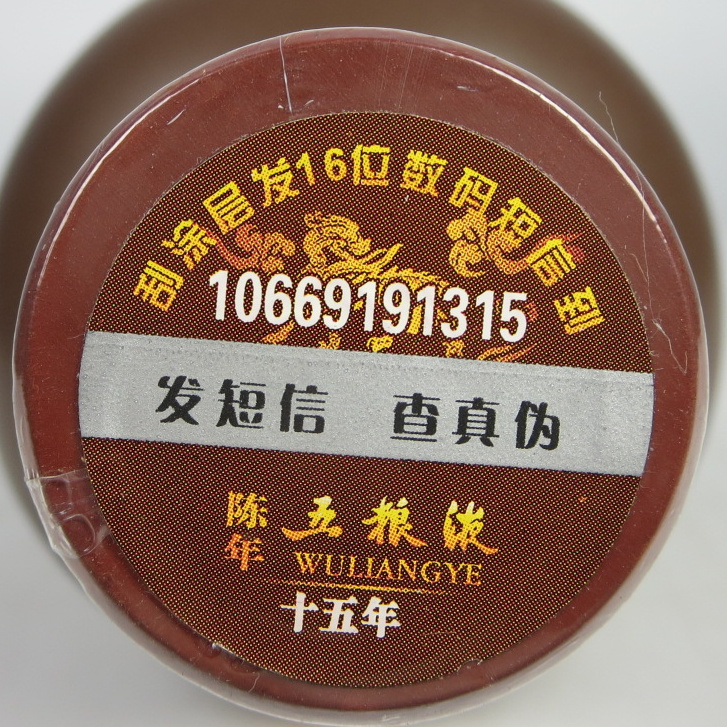 刮涂层发16位数码短信到
10669191315
发短信 查真伪
陈年 五粮液
WULIANGYE
十五年